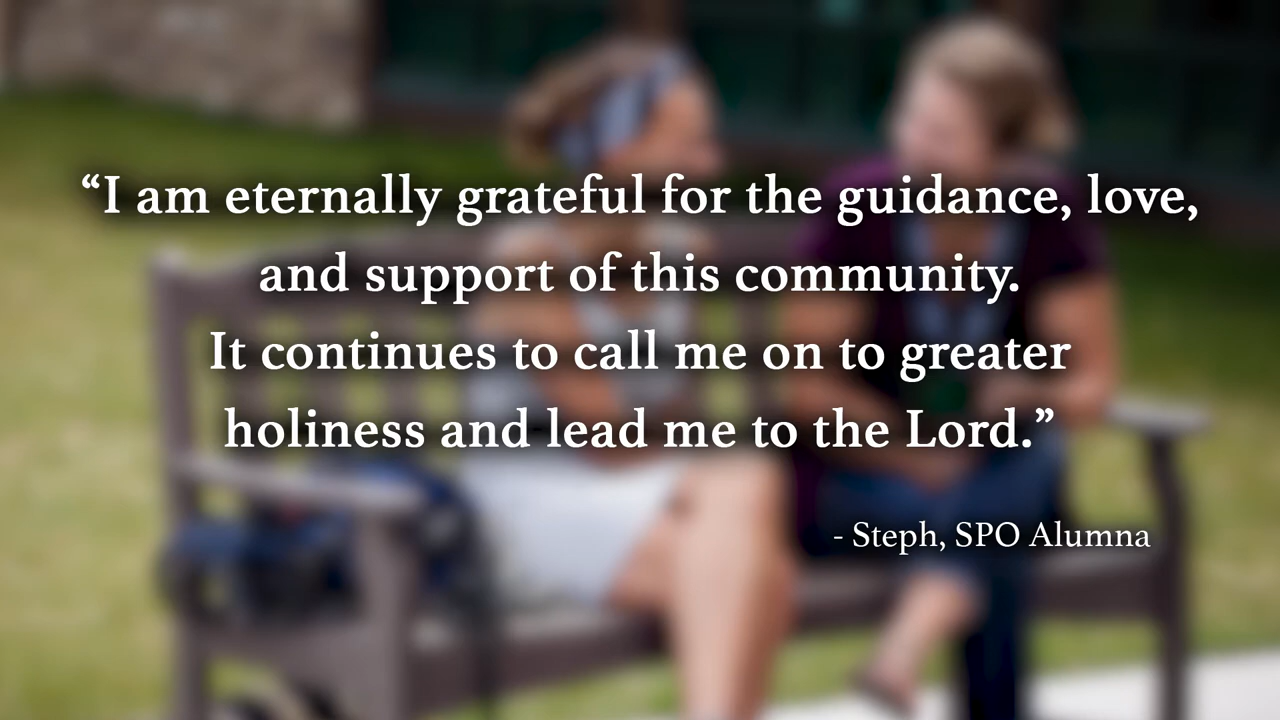 “I am eternally grateful for the guidance, love,
and support of this community.
It continues to call me on to greater
holiness and lead me to the Lord.”
- Steph, SPO Alumna